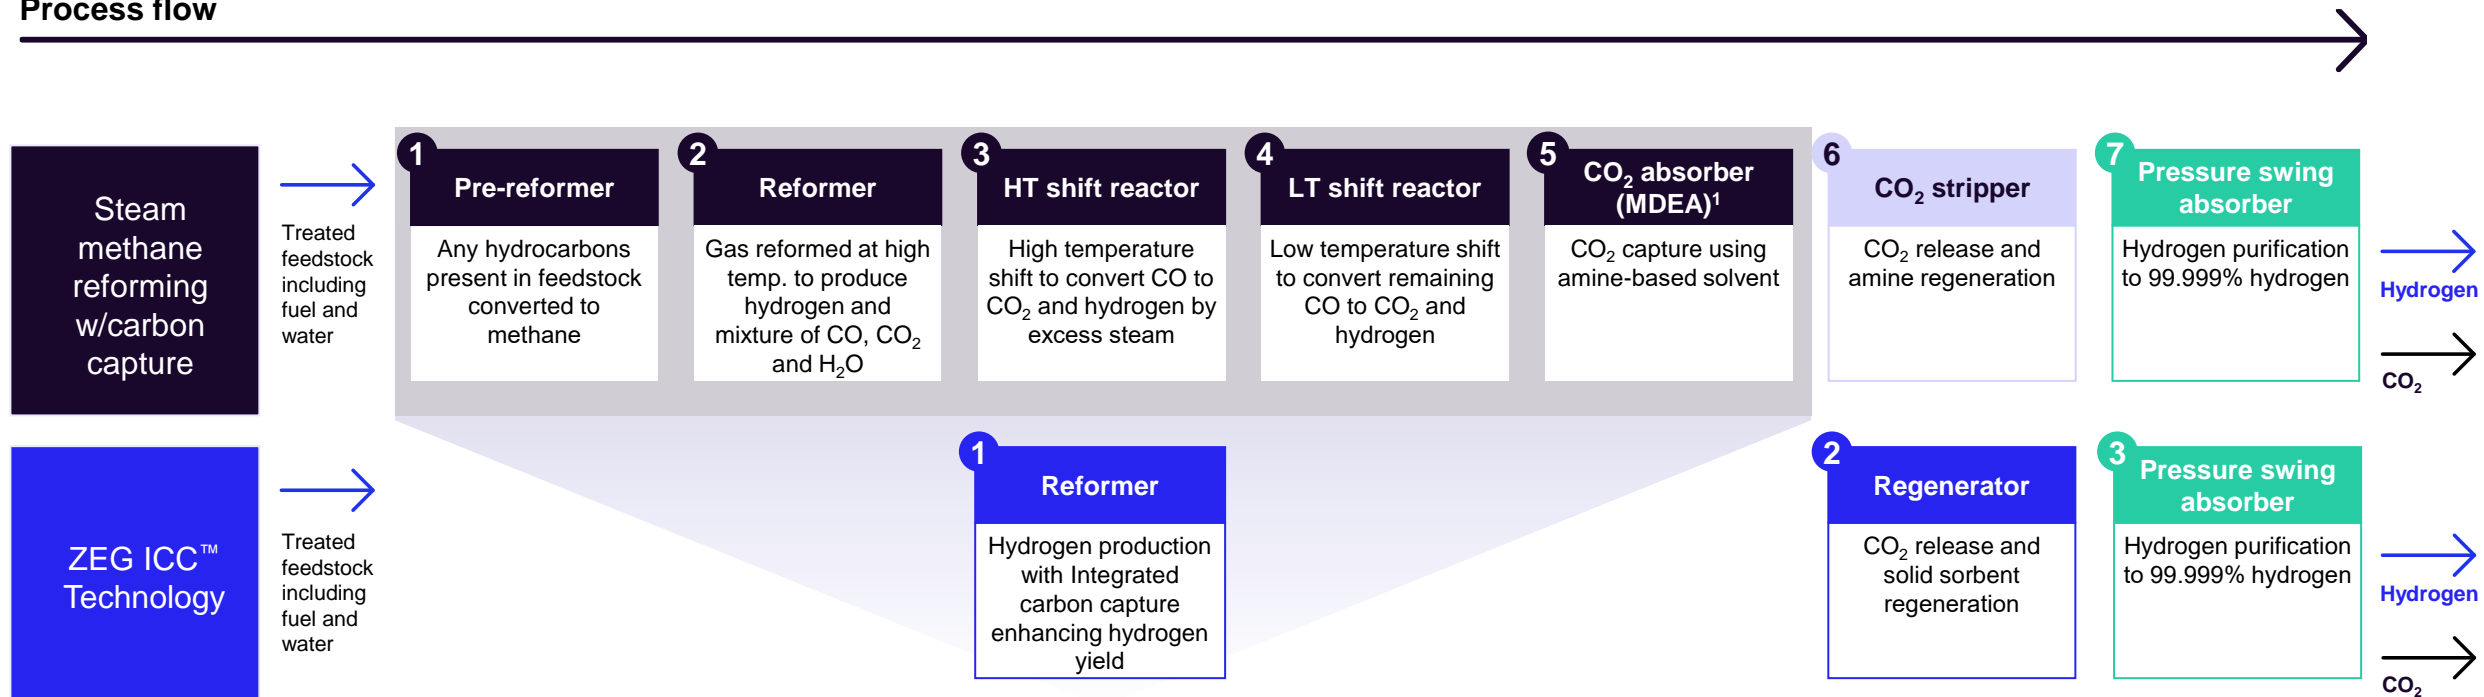 Process flow
Steam
methane
reforming
w/carbon
capture
Treated
feedstock
including
fuel and
water
1
Pre-reformer
Any hydrocarbons
present in feedstock
converted to
methane
2
Reformer
Gas reformed at high
temp. to produce
hydrogen and
mixture of CO, CO₂
and H₂O
3
HT shift reactor
High temperature
shift to convert CO to
CO₂ and hydrogen by
excess steam
4
LT shift reactor
Low temperature shift
to convert remaining
CO to CO₂ and
hydrogen
5
CO₂ absorber
(MDEA)¹
CO₂ capture using
amine-based solvent
6
CO₂ stripper
CO₂ release and
amine regeneration
7
Pressure swing
absorber
Hydrogen purification
to 99.999% hydrogen
Hydrogen
CO₂
ZEG ICC™
Technology
Treated
feedstock
including
fuel and
water
1
Reformer
Hydrogen production
with Integrated
carbon capture
enhancing hydrogen
yield
2
Regenerator
CO₂ release and
solid sorbent
regeneration
3
Pressure swing
absorber
Hydrogen purification
to 99.999% hydrogen
Hydrogen
CO₂